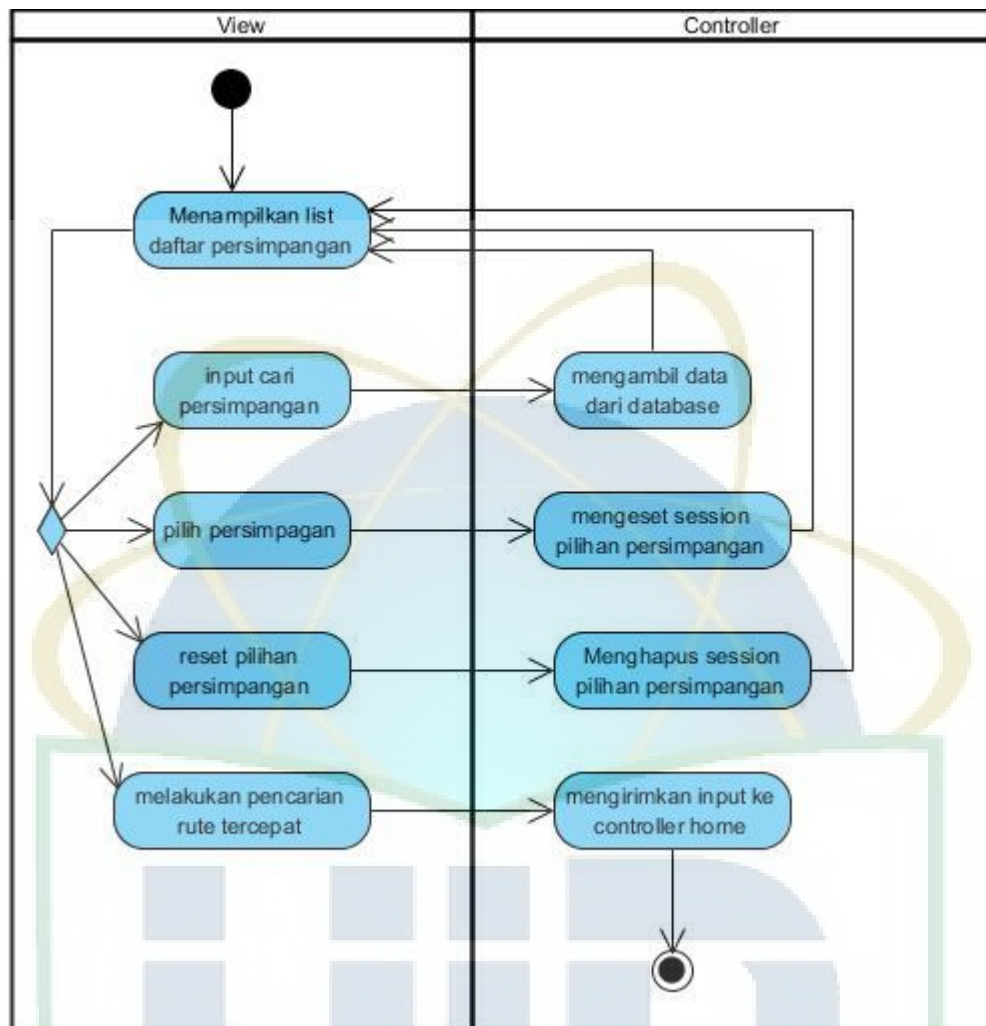 View
Controller
Menampilkan list
daftar persimpangan
input cari
persimpangan
mengambil data
dari database
pilih persimpagan
mengeset session
pilihan persimpangan
reset pilihan
persimpangan
Menghapus session
pilihan persimpangan
melakukan pencarian
rute tercepat
mengirimkan input ke
controller home